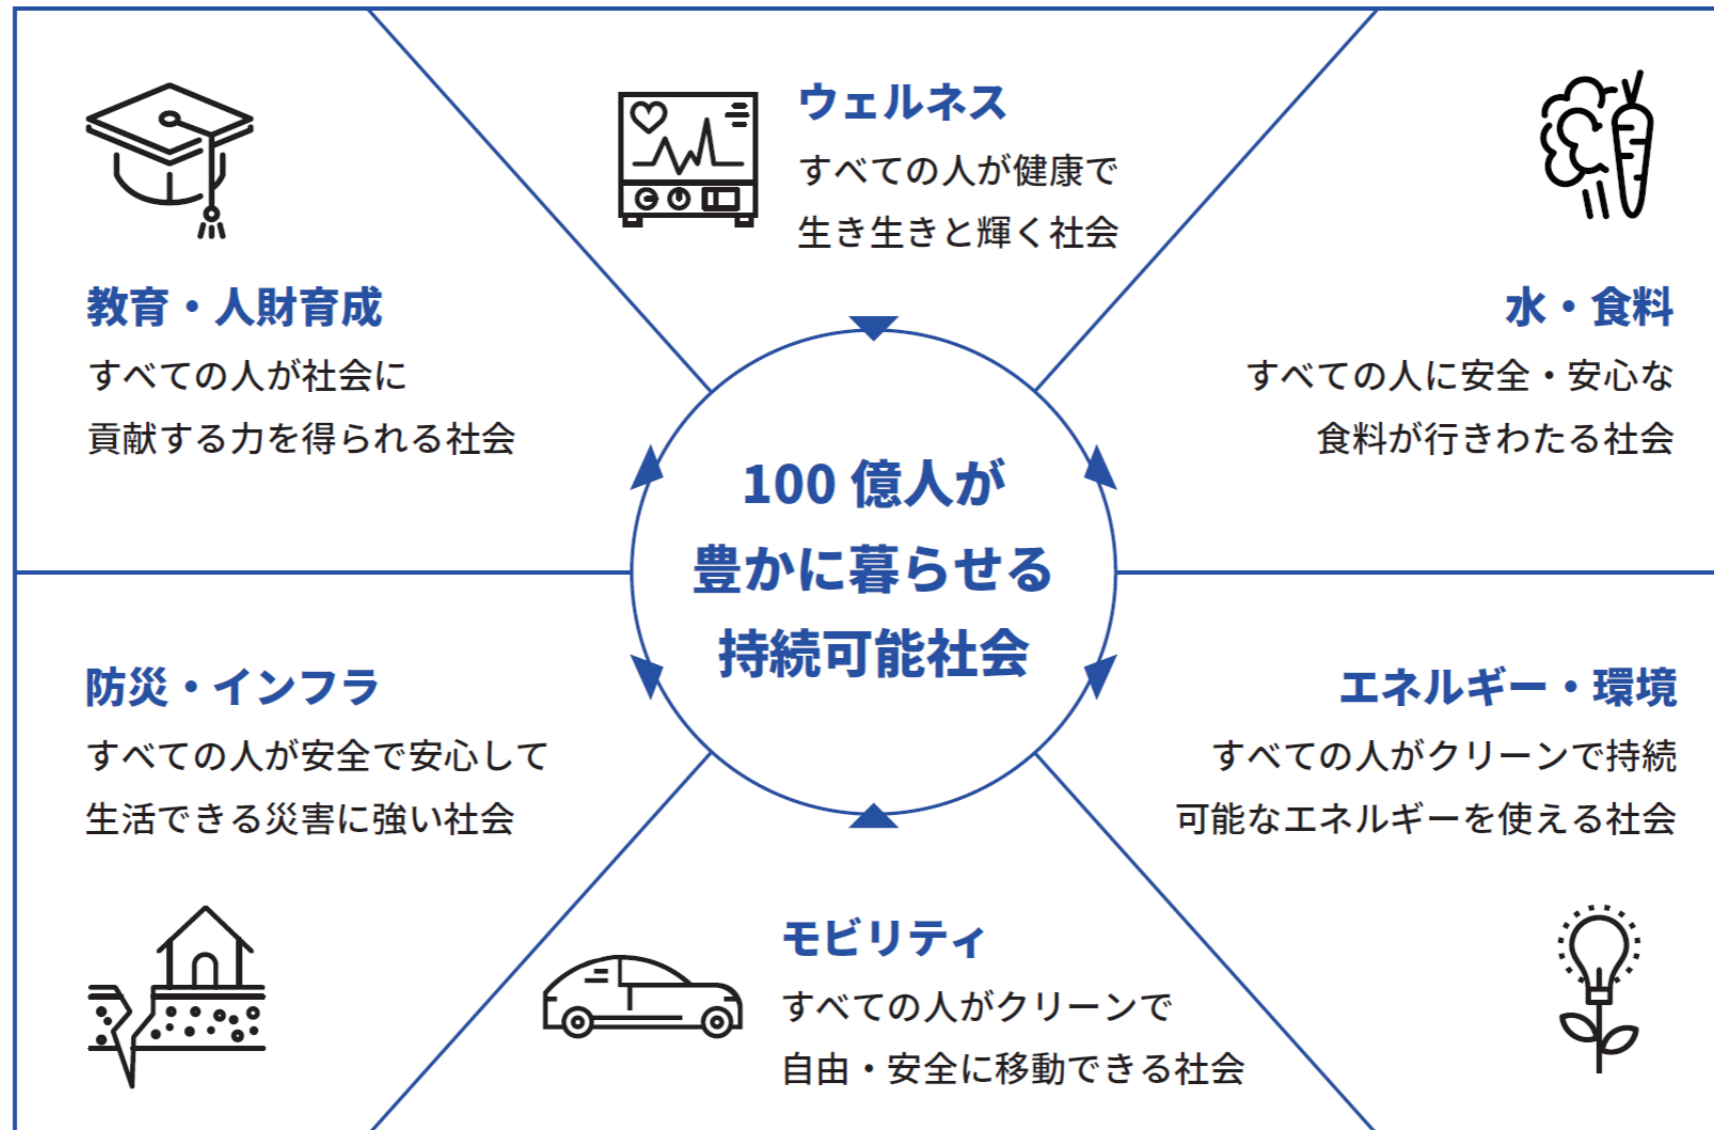 ウェルネス
すべての人が健康で
生き生きと輝く社会
教育・人財育成
すべての人が社会に
貢献する力を得られる社会
水・食料
すべての人に安全・安心な
食料が行きわたる社会
100 億人が
豊かに暮らせる
持続可能社会
防災・インフラ
すべての人が安全で安心して
生活できる災害に強い社会
エネルギー・環境
すべての人がクリーンで持続
可能なエネルギーを使える社会
モビリティ
すべての人がクリーンで
自由・安全に移動できる社会